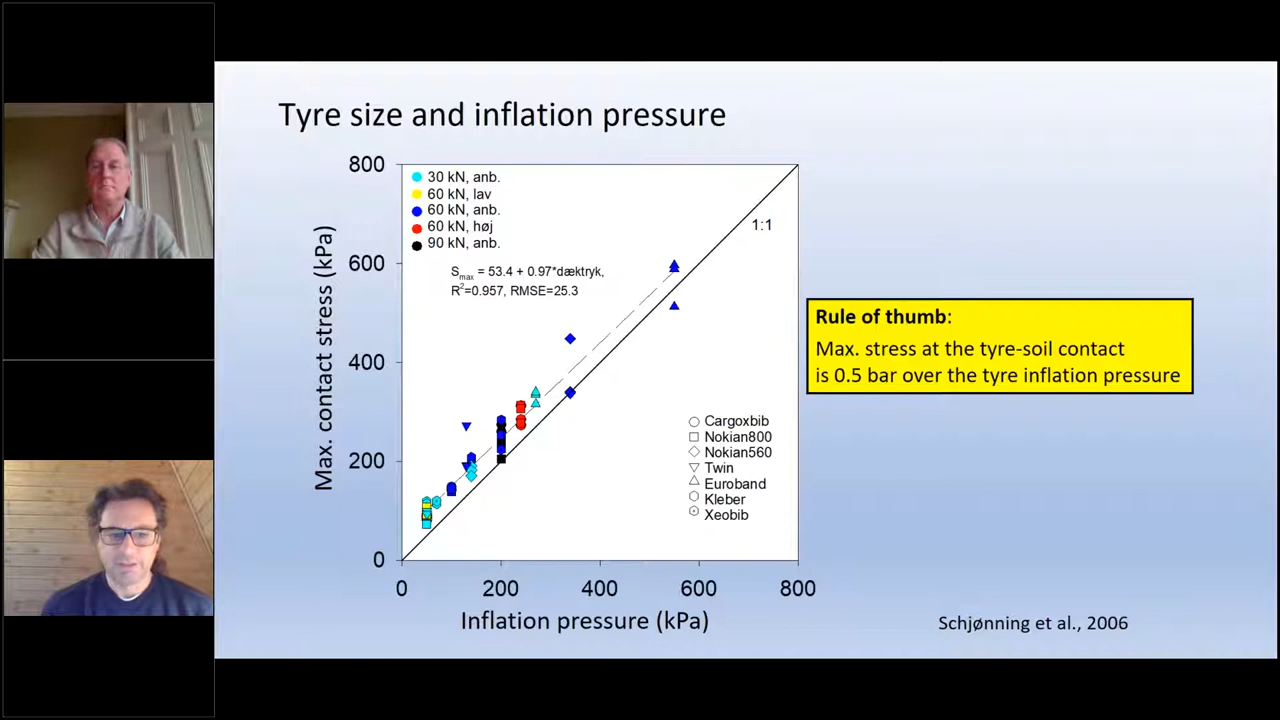 Tyre size and inflation pressure
800
600
400
200
0
Max. contact stress (kPa)
30 kN, anb.
60 kN, lav
60 kN, anb.
60 kN, høj
90 kN, anb.
Smax = 53.4 + 0.97*dæktryk,
R2=0.957, RMSE=25.3
1:1
Cargoxbib
Nokian800
Nokian560
Twin
Euroband
Kleber
Xeobib
0 200 400 600 800
Inflation pressure (kPa)
Rule of thumb:
Max. stress at the tyre-soil contact
is 0.5 bar over the tyre inflation pressure
Schjønning et al., 2006